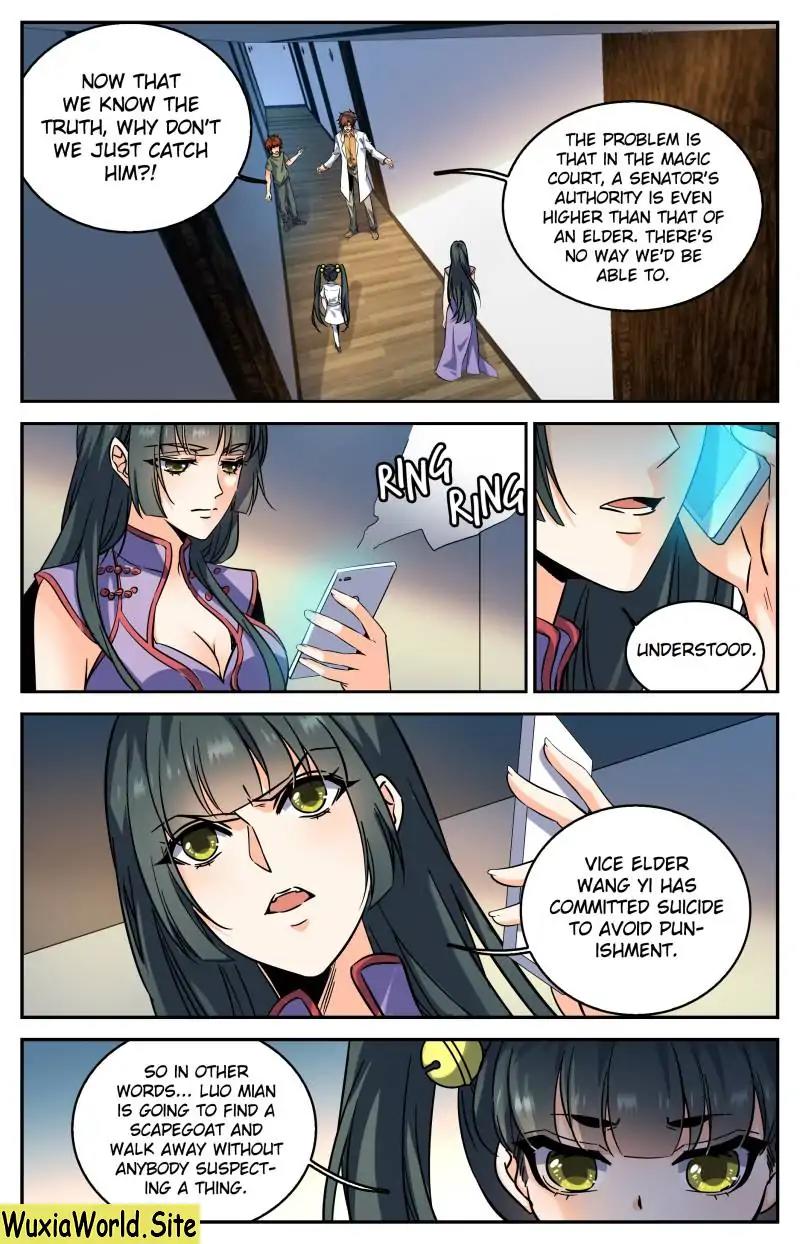 NOW THAT
WE KNOW THE
TRUTH, WHY DON'T
WE JUST CATCH
HIM?!
THE PROBLEM IS
THAT IN THE MAGIC
COURT, A SENATOR'S
AUTHORITY IS EVEN
HIGHER THAN THAT OF
AN ELDER. THERE'S
NO WAY WE'D BE
ABLE TO.
RING
RING
UNDERSTOOD.
VICE ELDER
WANG YI HAS
COMMITTED SUICIDE
TO AVOID PUN-
ISHMENT.
SO IN OTHER
WORDS... LUO MIAN
IS GOING TO FIND A
SCAPEGOAT AND
WALK AWAY WITHOUT
ANYBODY SUSPECT-
ING A THING.
WuxiaWorld.Site